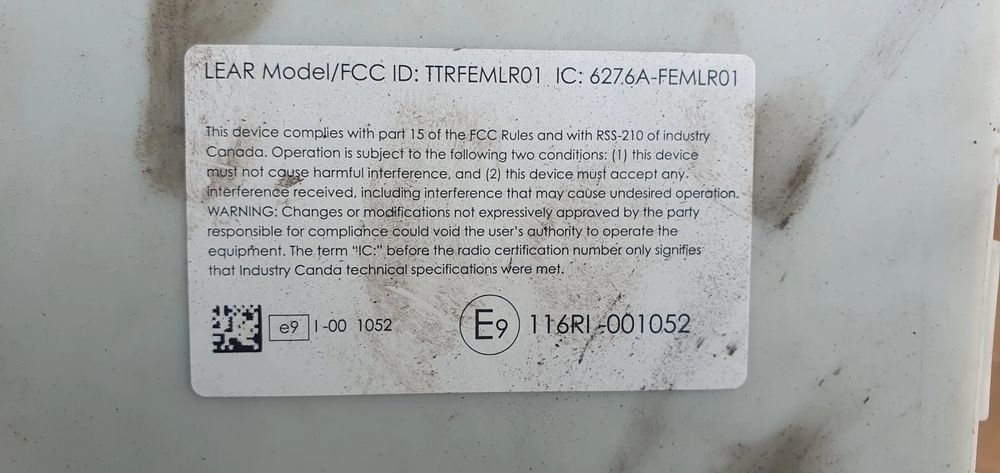 LEAR Model/FCC ID: TTRFEMLR01 IC: 6276A-FEMLR01
This device complies with part 15 of the FCC Rules and with RSS-210 of industry
Canada. Operation is subject to the following two conditions: (1) this device
must not cause harmful interference, and (2) this device must accept any
interference received, including interference that may cause undesired operation.
WARNING: Changes or modifications not expressively approved by the party
responsible for compliance could void the user's authority to operate the
equipment. The term "IC:" before the radio certification number only signifies
that Industry Canda technical specifications were met.
e9 I-00 1052
E9 116RI -001052